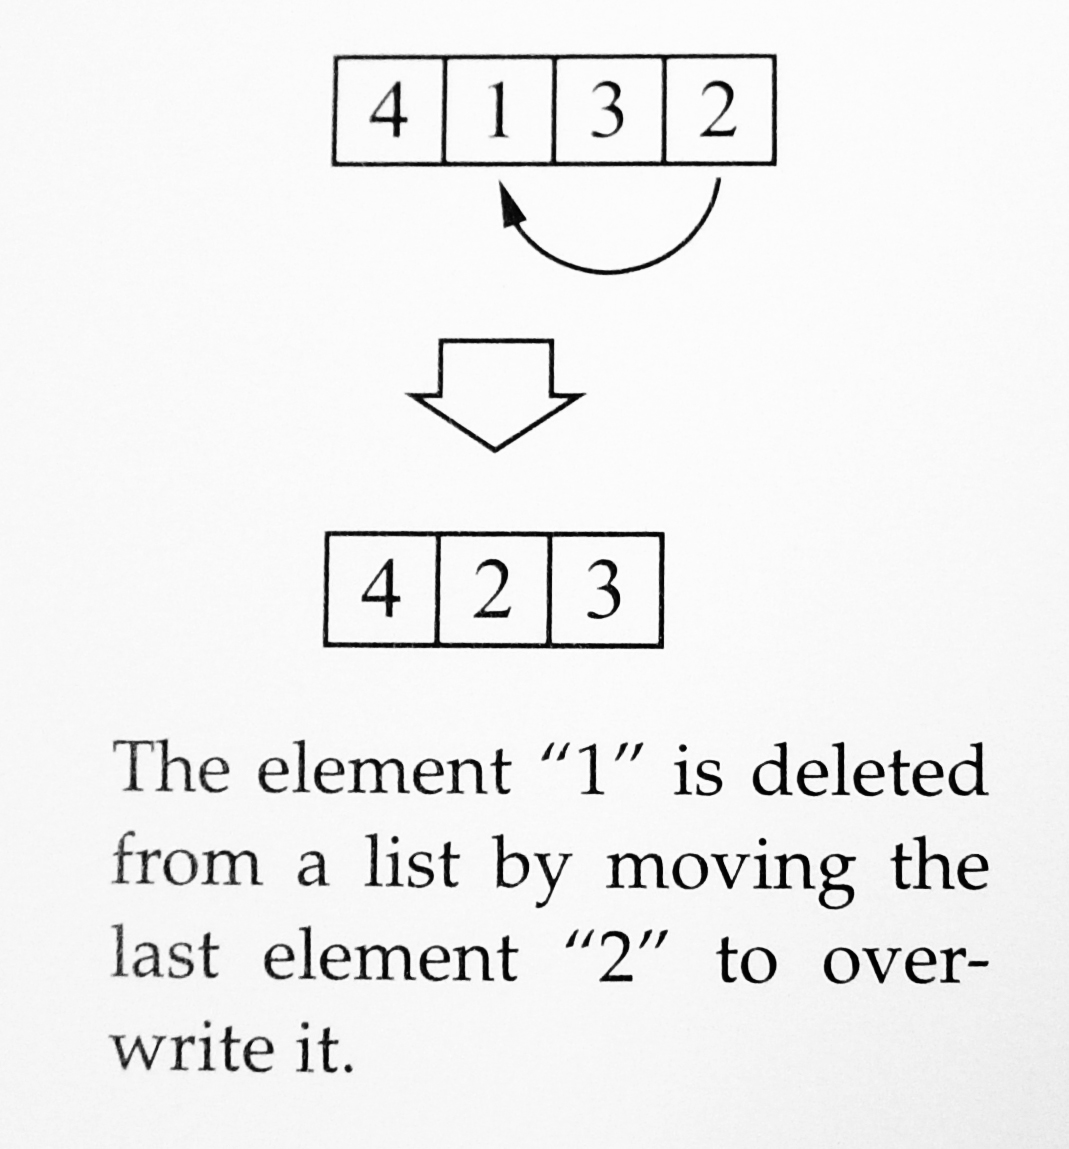 4 1 3 2
4 2 3
The element “1” is deleted
from a list by moving the
last element “2” to over-
write it.